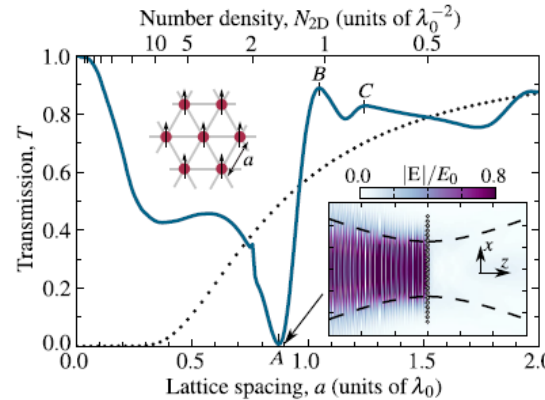 Number density, N₂D (units of λ₀⁻²)
10 5 2 1 0.5
1.0
0.8
0.6
0.4
0.2
0.0
Transmission, T
B
C
a
|E|/E₀
0.0 0.8
x
z
A
0.0 0.5 1.0 1.5 2.0
Lattice spacing, a (units of λ₀)